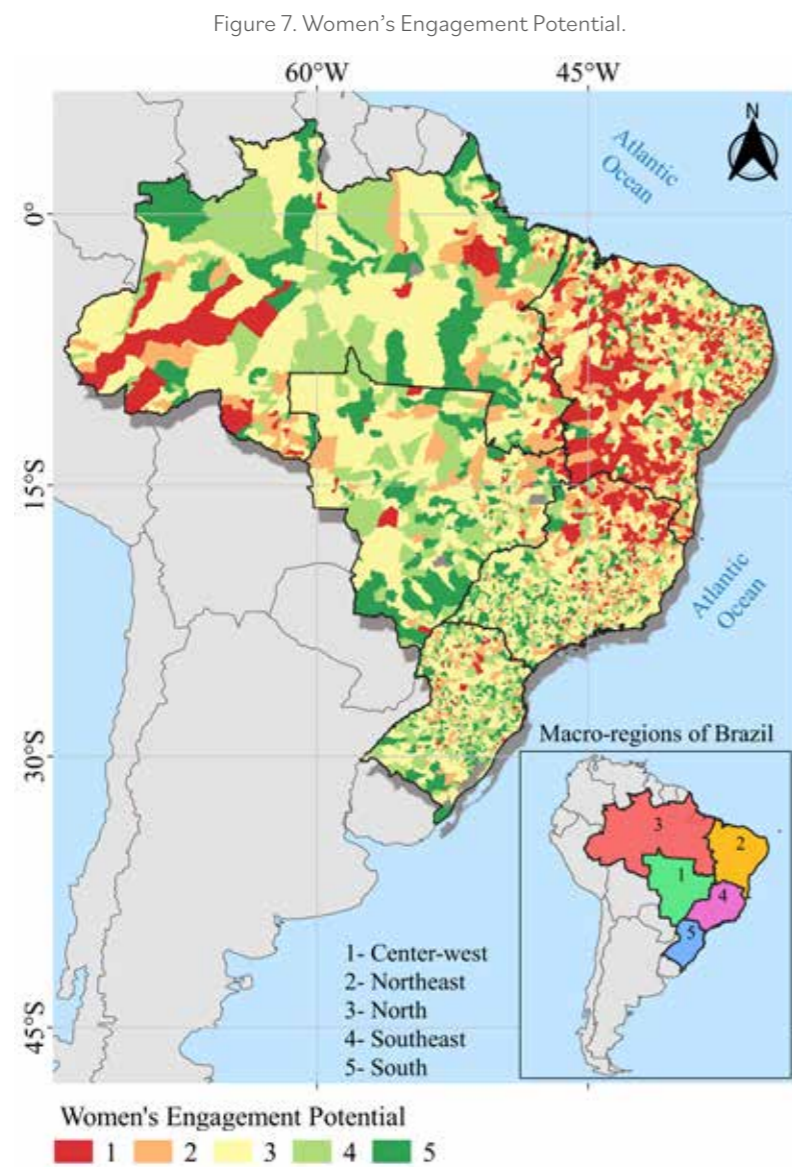 Figure 7. Women's Engagement Potential.
60°W 45°W
N
Atlantic
Ocean
0°
15°S
Atlantic
Ocean
30°S
Macro-regions of Brazil
3
2
1
4
5
1- Center-west
2- Northeast
3- North
4- Southeast
5- South
45°S
Women's Engagement Potential
1 2 3 4 5